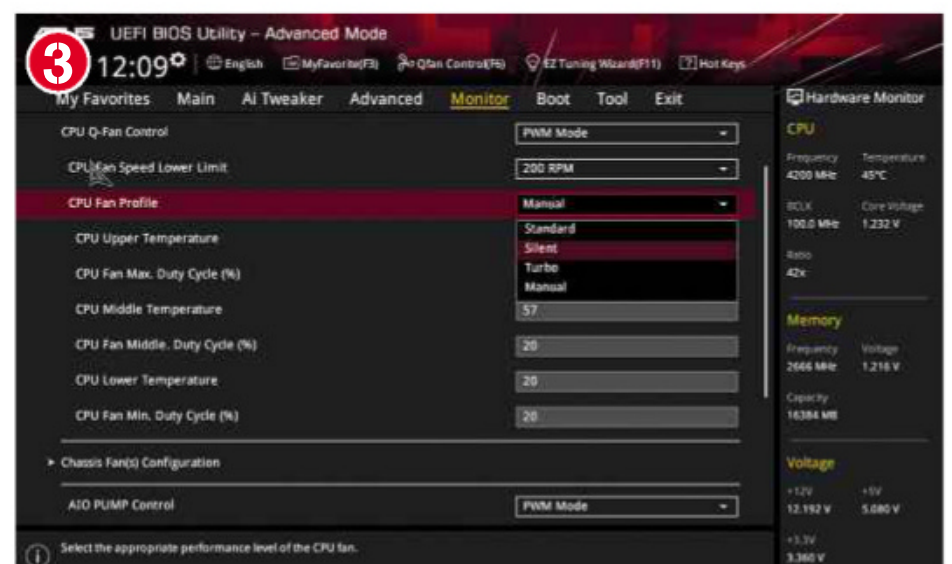 3
UEFI BIOS Utility – Advanced Mode
12:09 English MyFavorite(F3) Qfan Control(F6) EZ Tuning Wizard(F11) Hot Keys
My Favorites Main Ai Tweaker Advanced Monitor Boot Tool Exit
Hardware Monitor
CPU Q-Fan Control PWM Mode
CPU Fan Speed Lower Limit 200 RPM
CPU Fan Profile Manual
Standard
Silent
Turbo
Manual
CPU Upper Temperature
CPU Fan Max. Duty Cycle (%)
CPU Middle Temperature 57
CPU Fan Middle. Duty Cycle (%) 20
CPU Lower Temperature 20
CPU Fan Min. Duty Cycle (%) 20
Chassis Fan(s) Configuration
AIO PUMP Control PWM Mode
Select the appropriate performance level of the CPU fan.
CPU
Frequency Temperature
4200 MHz 45°C
BCLK Core Voltage
100.0 MHz 1.232 V
Ratio
42x
Memory
Frequency Voltage
2666 MHz 1.216 V
Capacity
16384 MB
Voltage
+12V +5V
12.192 V 5.080 V
+3.3V
3.360 V